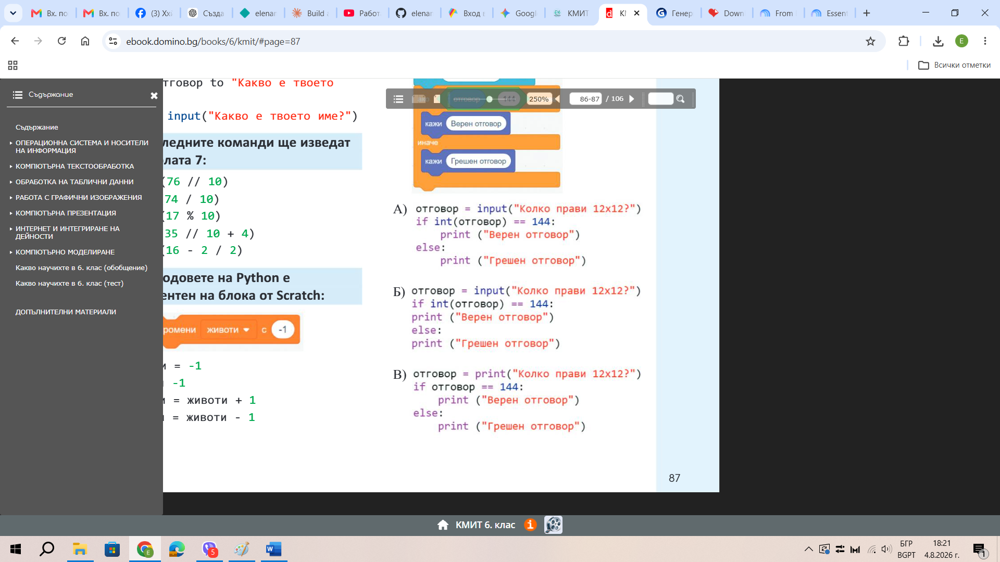 Вх. по
Вх. по
(3) Ххй
Създа
elenar
Build a
Работ
elenar
Вход в
Googl
КМИТ
КМ
Генер
Down
From
Essent
ebook.domino.bg/books/6/kmit/#page=87
E
Всички отметки
Съдържание
Съдържание
ОПЕРАЦИОННА СИСТЕМА И НОСИТЕЛИ
НА ИНФОРМАЦИЯ
КОМПЮТЪРНА ТЕКСТООБРАБОТКА
ОБРАБОТКА НА ТАБЛИЧНИ ДАННИ
РАБОТА С ГРАФИЧНИ ИЗОБРАЖЕНИЯ
КОМПЮТЪРНА ПРЕЗЕНТАЦИЯ
ИНТЕРНЕТ И ИНТЕГРИРАНЕ НА
ДЕЙНОСТИ
КОМПЮТЪРНО МОДЕЛИРАНЕ
Какво научихте в 6. клас (обобщение)
Какво научихте в 6. клас (тест)
ДОПЪЛНИТЕЛНИ МАТЕРИАЛИ
тговор to "Какво е твоето
input("Какво е твоето име?")
ледните команди ще изведат
лата 7:
(76 // 10)
74 / 10)
(17 % 10)
35 // 10 + 4)
(16 - 2 / 2)
одовете на Python е
ентен на блока от Scratch:
ромени животи с -1
и = -1
-1
и = животи + 1
= животи - 1
отговор 144
250%
86-87 / 106
кажи Верен отговор
иначе
кажи Грешен отговор
А) отговор = input("Колко прави 12x12?")
if int(отговор) == 144:
print ("Верен отговор")
else:
print ("Грешен отговор")
Б) отговор = input("Колко прави 12x12?")
if int(отговор) == 144:
print ("Верен отговор")
else:
print ("Грешен отговор")
В) отговор = print("Колко прави 12x12?")
if отговор == 144:
print ("Верен отговор")
else:
print ("Грешен отговор")
87
КМИТ 6. клас
5
БГР
BGPT
18:21
4.8.2026 г.
1